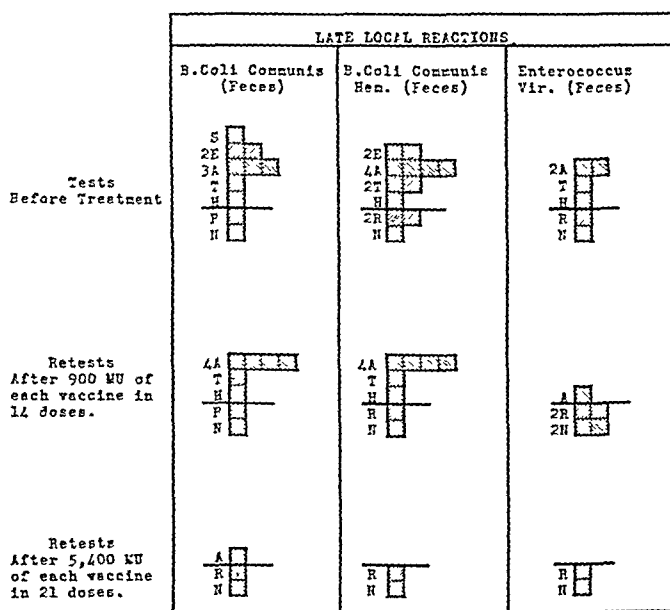 LATE LOCAL REACTIONS
B.Coli Communis
(Feces)
B.Coli Communis
Hem. (Feces)
Enterococcus
Vir. (Feces)
Tests
Before Treatment
S
2E
3A
T
H
N
2E
4A
2T
H
2R
N
2A
T
H
R
N
Retests
After 900 MU of
each vaccine in
14 doses.
4A
T
H
N
4A
T
H
R
N
A
2R
2N
Retests
After 5,400 MU
of each vaccine
in 21 doses.
A
R
N
R
N
R
N